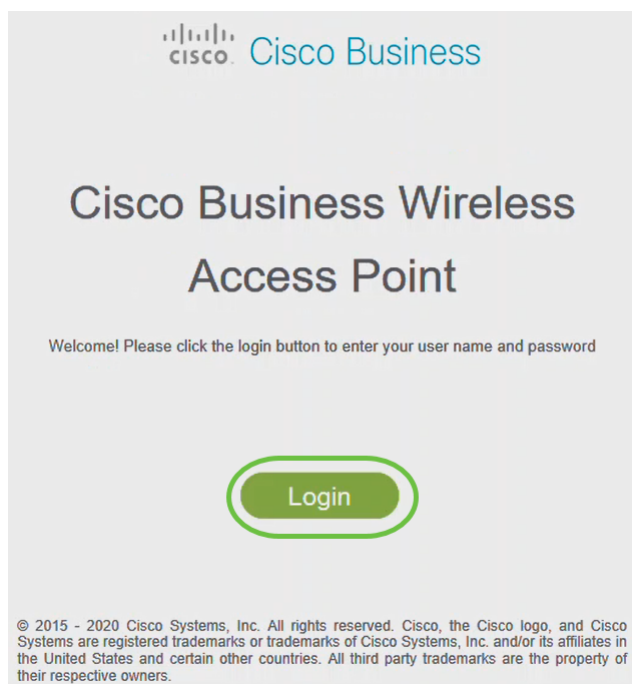 cisco Cisco Business
Cisco Business Wireless
Access Point
Welcome! Please click the login button to enter your user name and password
Login
© 2015 - 2020 Cisco Systems, Inc. All rights reserved. Cisco, the Cisco logo, and Cisco
Systems are registered trademarks or trademarks of Cisco Systems, Inc. and/or its affiliates in
the United States and certain other countries. All third party trademarks are the property of
their respective owners.